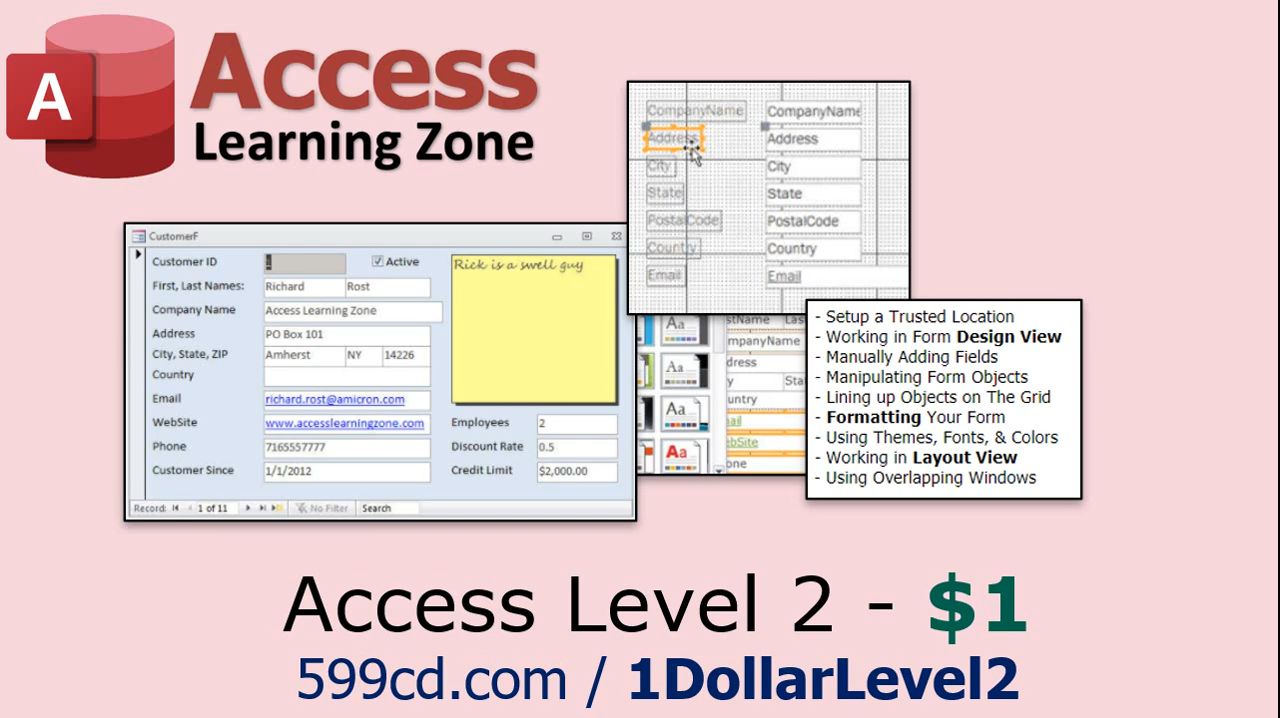 A
Access
Learning Zone
CustomerF
Customer ID
Active
First, Last Names: Richard Rost
Company Name Access Learning Zone
Address PO Box 101
City, State, ZIP Amherst NY 14226
Country
Email richard.rost@amicron.com
WebSite www.accesslearningzone.com
Phone 7165557777
Customer Since 1/1/2012
Rick is a swell guy
Employees 2
Discount Rate 0.5
Credit Limit $2,000.00
Record: 1 of 11 No Filter Search
CompanyName CompanyName
Address Address
City City
State State
PostalCode PostalCode
Country Country
Email Email
Aa
Aa
Aa
Aa
- Setup a Trusted Location
- Working in Form Design View
- Manually Adding Fields
- Manipulating Form Objects
- Lining up Objects on The Grid
- Formatting Your Form
- Using Themes, Fonts, & Colors
- Working in Layout View
- Using Overlapping Windows
Access Level 2 - $1
599cd.com / 1DollarLevel2